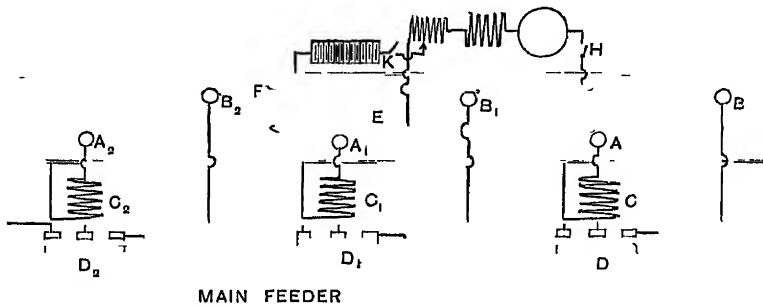 K H
F B₂ E B₁ B
A₂ A₁ A
C₂ C₁ C
D₂ D₁ D
MAIN FEEDER